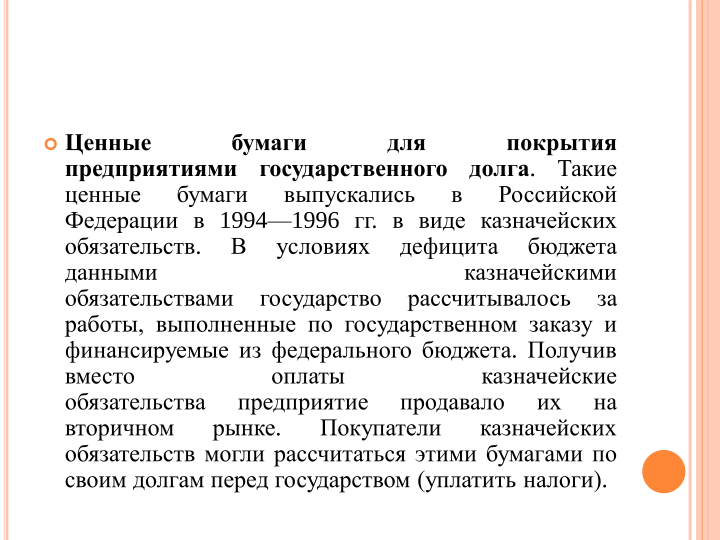 Ценные бумаги для покрытия
предприятиями государственного долга. Такие
ценные бумаги выпускались в Российской
Федерации в 1994—1996 гг. в виде казначейских
обязательств. В условиях дефицита бюджета
данными казначейскими
обязательствами государство рассчитывалось за
работы, выполненные по государственном заказу и
финансируемые из федерального бюджета. Получив
вместо оплаты казначейские
обязательства предприятие продавало их на
вторичном рынке. Покупатели казначейских
обязательств могли рассчитаться этими бумагами по
своим долгам перед государством (уплатить налоги).